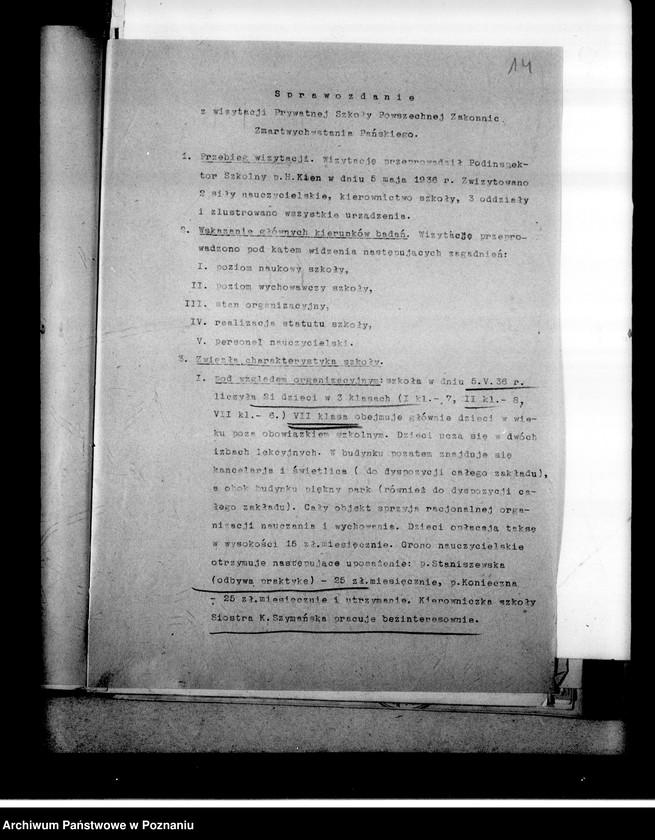 14
Sprawozdanie
z wizytacji Prywatnej Szkoły Powszechnej Zakonnic
Zmartwychwstania Pańskiego.
1. Przebieg wizytacji. Wizytację przeprowadził Podinspek-
tor Szkolny p.H.Kien w dniu 5 maja 1936 r. Zwizytowano
2 siły nauczycielskie, kierownictwo szkoły, 3 oddziały
i zlustrowano wszystkie urządzenia.
2. Wskazanie głównych kierunków badań. Wizytację przepro-
wadzono pod kątem widzenia następujących zagadnień:
I. poziom naukowy szkoły,
II. poziom wychowawczy szkoły,
III. stan organizacyjny,
IV. realizacja statutu szkoły,
V. personel nauczycielski.
3. Zwięzła charakterystyka szkoły.
I. pod względem organizacyjnym: szkoła w dniu 5.V.36 r.
liczyła 21 dzieci w 3 klasach (I kl.- 7, II kl.- 8,
VII kl.- 6.) VII klasa obejmuje głównie dzieci w wie-
ku poza obowiązkiem szkolnym. Dzieci uczą się w dwóch
izbach lekcyjnych. W budynku pozatem znajduje się
kancelarja i świetlica ( do dyspozycji całego zakładu),
a obok budynku piękny park (również do dyspozycji ca-
łego zakładu). Cały objekt sprzyja racjonalnej orga-
nizacji nauczania i wychowania. Dzieci opłacają taksę
w wysokości 15 zł.miesięcznie. Grono nauczycielskie
otrzymuje następujące uposażenie: p.Staniszewska
(odbywa praktykę) - 25 zł.miesięcznie, p.Konieczna
- 25 zł.miesięcznie i utrzymanie. Kierowniczka szkoły
Siostra K.Szymańska pracuje bezinteresownie.
Archiwum Państwowe w Poznaniu